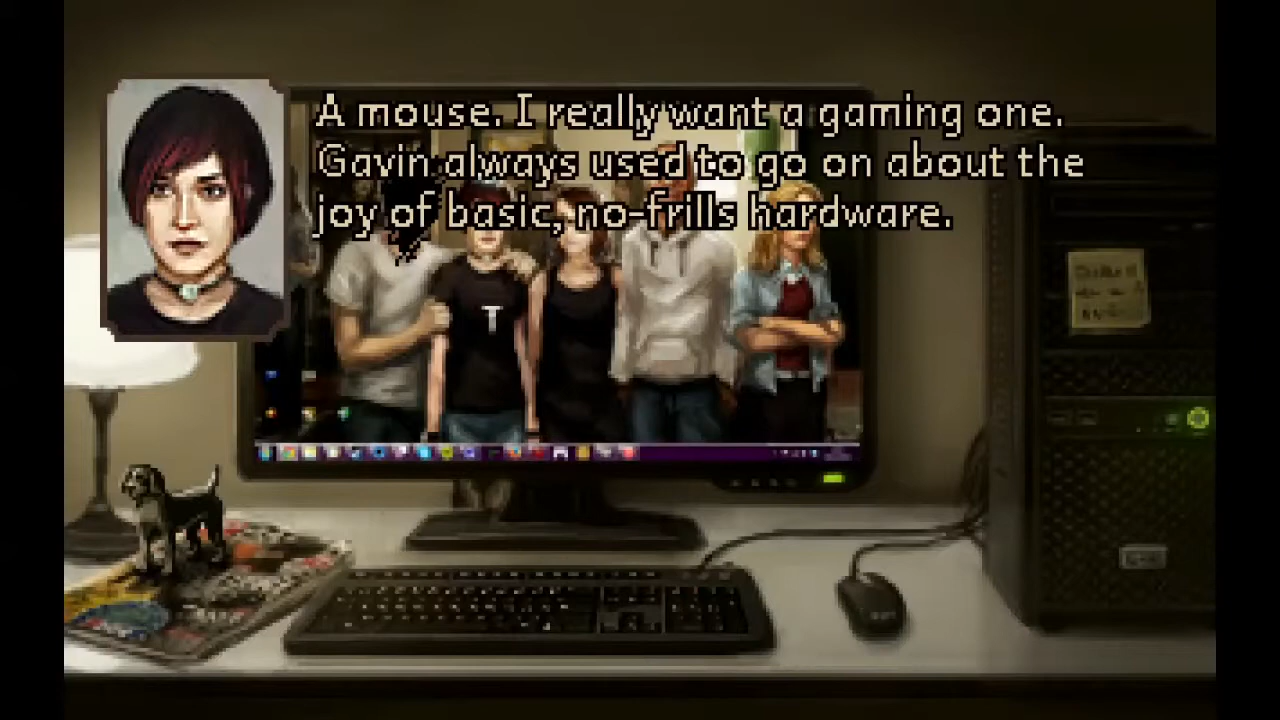 A mouse. I really want a gaming one.
Gavin always used to go on about the
joy of basic, no-frills hardware.
T